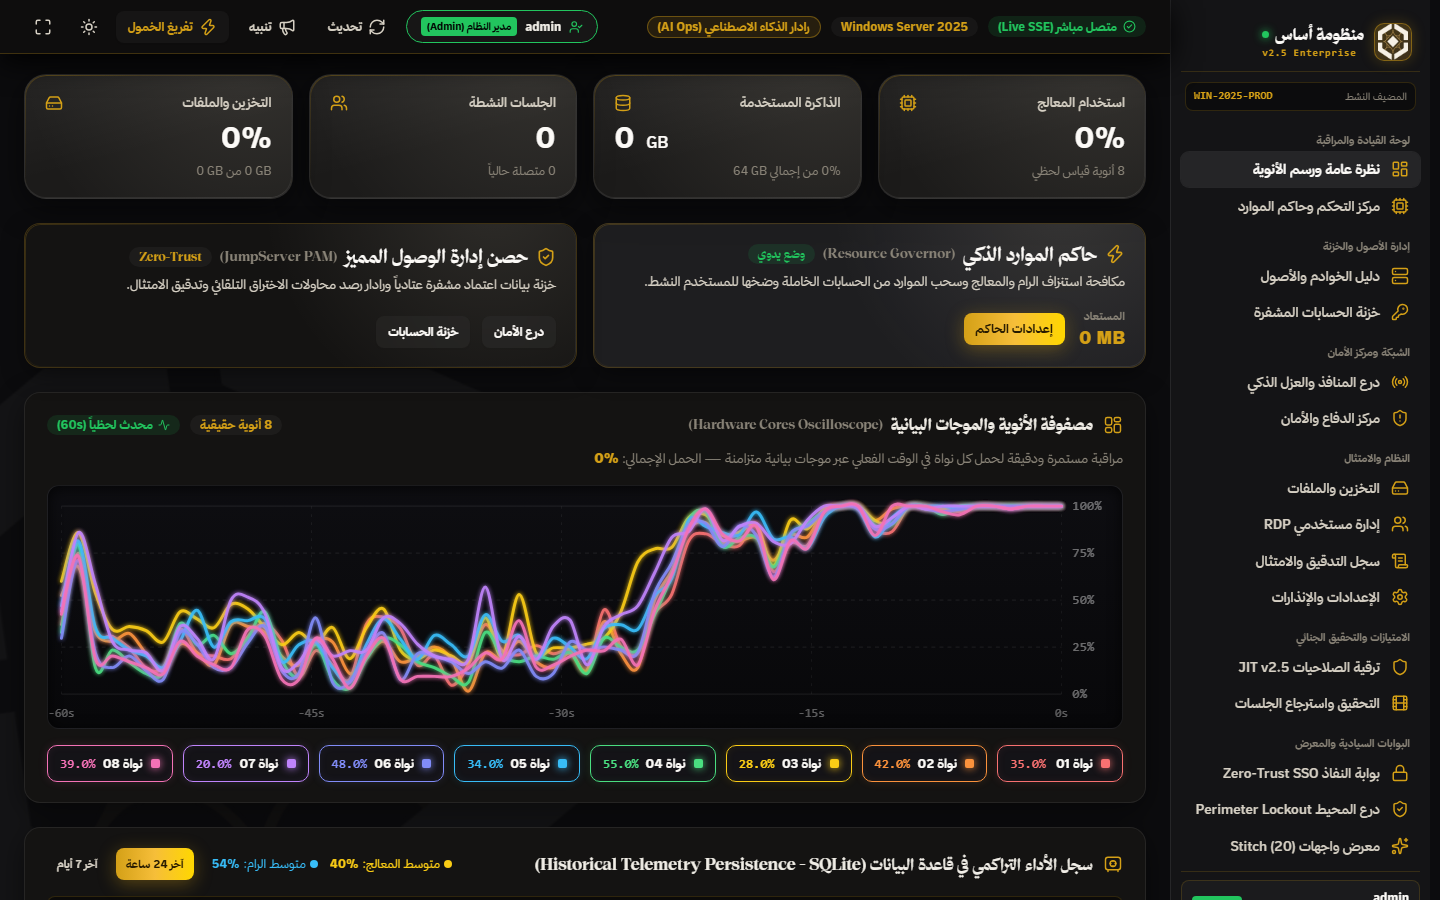 منظومة أساس
v2.5 Enterprise
المضيف النشط
WIN-2025-PROD
لوحة القيادة والمراقبة
نظرة عامة ورسم الأنوية
مركز التحكم وحاكم الموارد
إدارة الأصول والخزنة
دليل الخوادم والأصول
خزنة الحسابات المشفرة
الشبكة ومركز الأمان
درع المنافذ والعزل الذكي
مركز الدفاع والأمان
النظام والامتثال
التخزين والملفات
إدارة مستخدمي RDP
سجل التدقيق والامتثال
الإعدادات والإنذارات
الامتيازات والتحقيق الجنائي
ترقية الصلاحيات JIT v2.5
التحقيق واسترجاع الجلسات
البوابات السيادية والمعرض
بوابة النفاذ Zero-Trust SSO
درع المحيط Perimeter Lockout
معرض واجهات Stitch (20)
admin
متصل مباشر (Live SSE)
Windows Server 2025
رادار الذكاء الاصطناعي (AI Ops)
admin
مدير النظام (Admin)
تحديث
تنبيه
تفريغ الخمول
استخدام المعالج
0%
8 أنوية قياس لحظي
الذاكرة المستخدمة
0 GB
0% من إجمالي 64 GB
الجلسات النشطة
0
0 متصلة حالياً
التخزين والملفات
0%
0 GB من 0 GB
حاكم الموارد الذكي (Resource Governor)
وضع يدوي
مكافحة استنزاف الرام والمعالج وسحب الموارد من الحسابات الخاملة وضخها للمستخدم النشط.
المستعاد
0 MB
إعدادات الحاكم
حصن إدارة الوصول المميز (JumpServer PAM)
Zero-Trust
خزنة بيانات اعتماد مشفرة عتادياً ورادار رصد محاولات الاختراق التلقائي وتدقيق الامتثال.
درع الأمان
خزنة الحسابات
مصفوفة الأنوية والموجات البيانية (Hardware Cores Oscilloscope)
8 أنوية حقيقية
محدث لحظياً (60s)
مراقبة مستمرة ودقيقة لحمل كل نواة في الوقت الفعلي عبر موجات بيانية متزامنة — الحمل الإجمالي: 0%
100%
75%
50%
25%
0%
-60s
-45s
-30s
-15s
0s
نواة 01 35.0%
نواة 02 42.0%
نواة 03 28.0%
نواة 04 55.0%
نواة 05 34.0%
نواة 06 48.0%
نواة 07 20.0%
نواة 08 39.0%
سجل الأداء التراكمي في قاعدة البيانات (Historical Telemetry Persistence - SQLite)
متوسط المعالج: 40%
متوسط الرام: 54%
آخر 24 ساعة
آخر 7 أيام